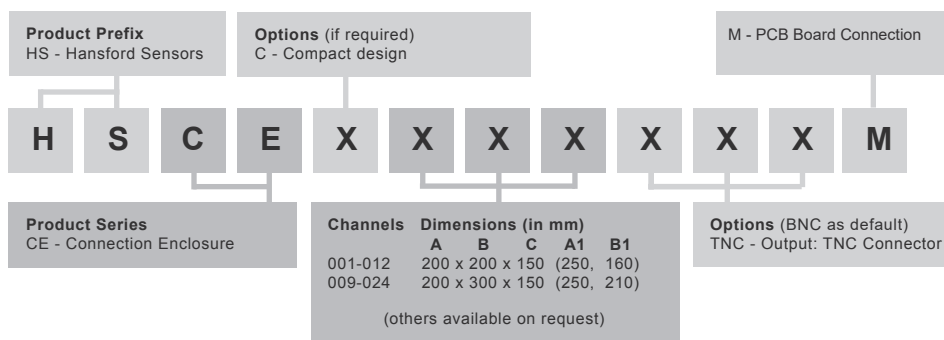 Product Prefix
HS - Hansford Sensors
Options (if required)
C - Compact design
M - PCB Board Connection
H S C E X X X X X X X M
Product Series
CE - Connection Enclosure
Channels Dimensions (in mm)
A B C A1 B1
001-012 200 x 200 x 150 (250, 160)
009-024 200 x 300 x 150 (250, 210)
(others available on request)
Options (BNC as default)
TNC - Output: TNC Connector